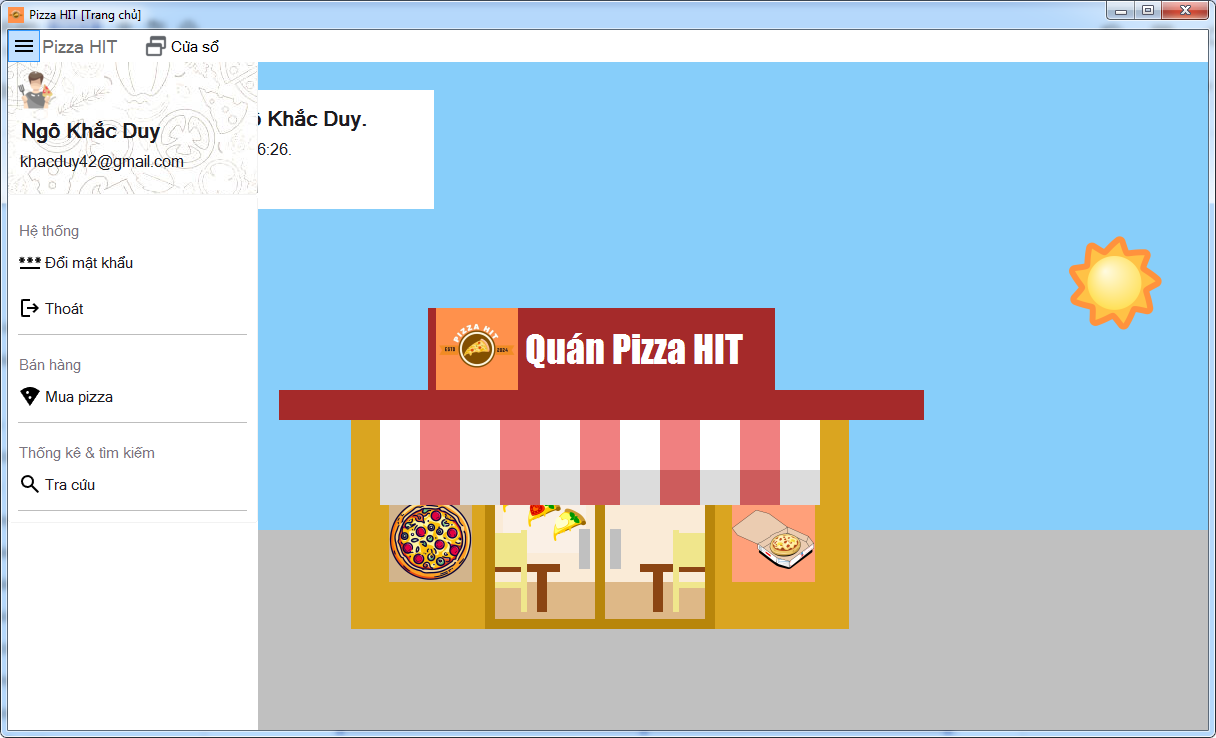 Pizza HIT [Trang chủ]
Pizza HIT
Cửa sổ
Ngô Khắc Duy
khacduy42@gmail.com
Khắc Duy.
6:26.
Hệ thống
Đổi mật khẩu
Thoát
Bán hàng
Mua pizza
Thống kê & tìm kiếm
Tra cứu
PIZZA HIT
ESTD 2024
Quán Pizza HIT